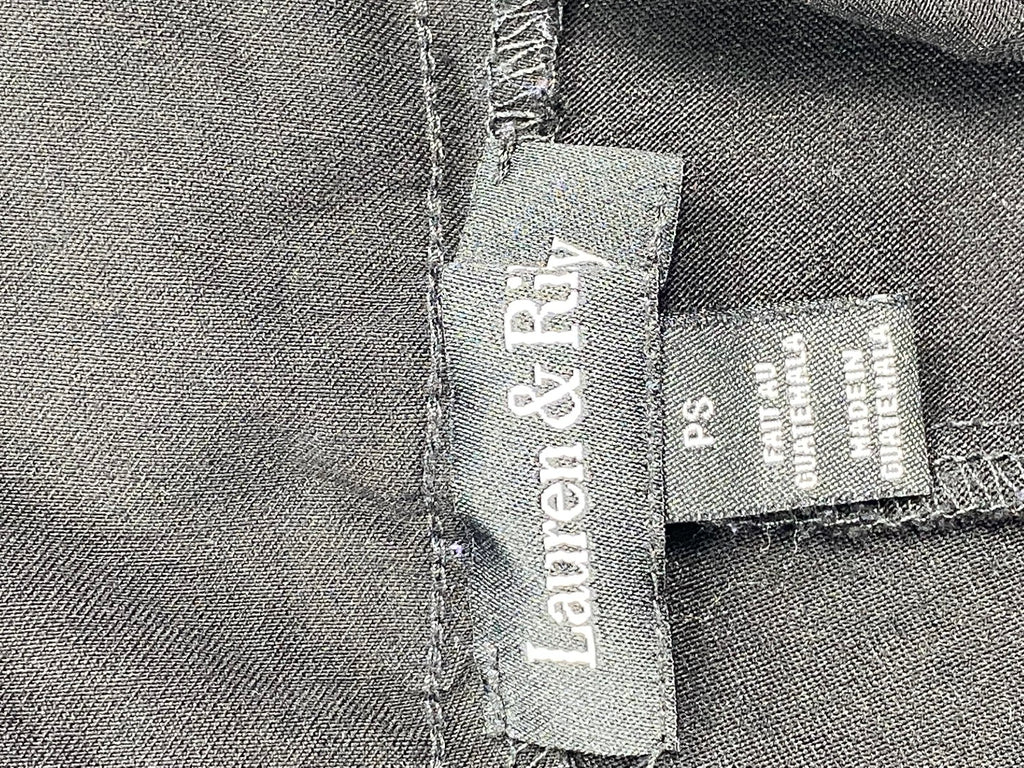 Lauren & Rily
PS
FAIT AU
GUATEMALA
MADE IN
GUATEMALA